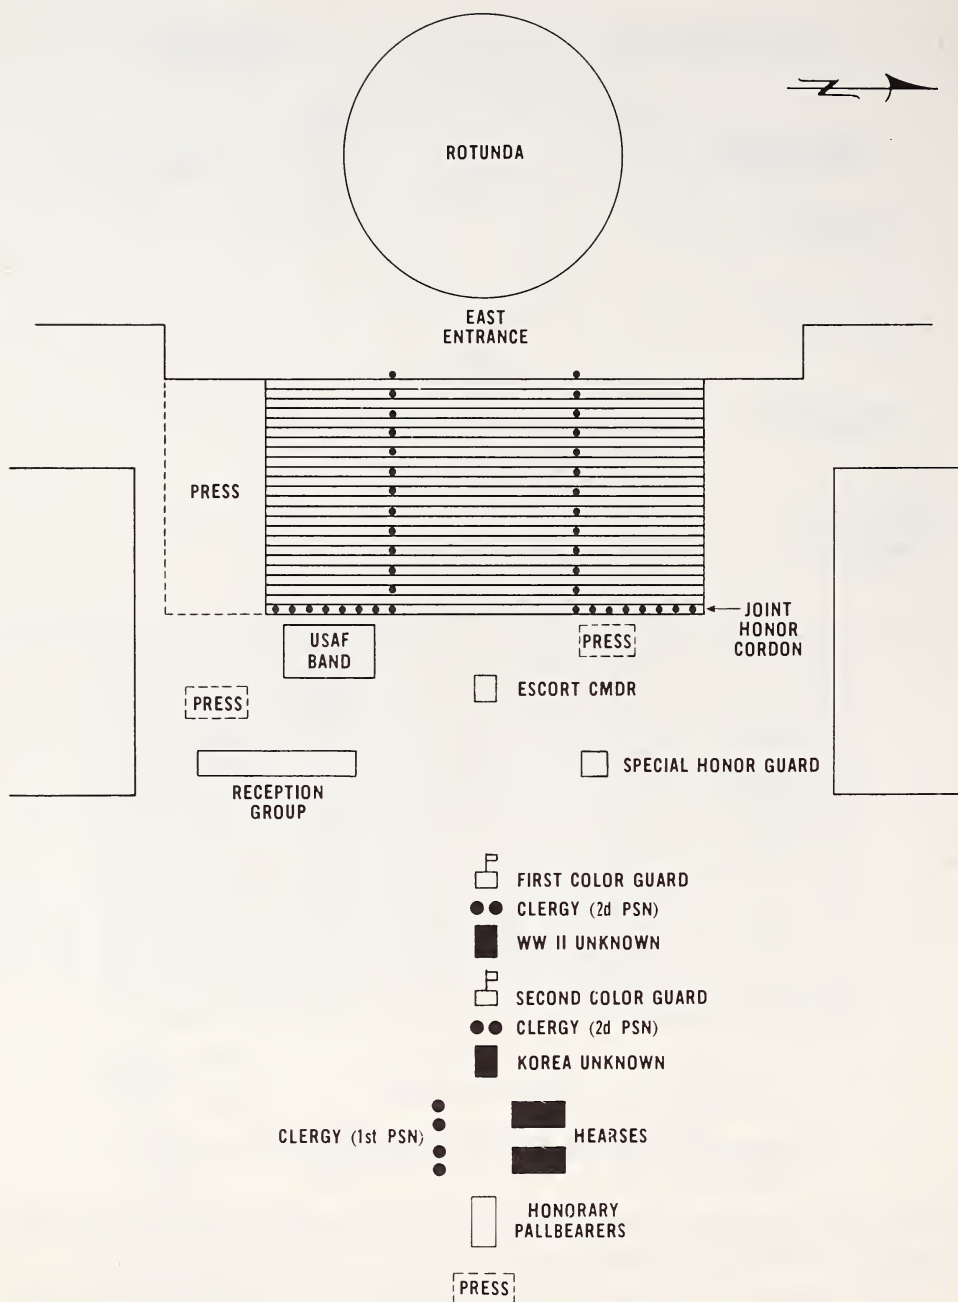 ROTUNDA
EAST
ENTRANCE
PRESS
JOINT
HONOR
CORDON
USAF
BAND
PRESS
ESCORT CMDR
PRESS
SPECIAL HONOR GUARD
RECEPTION
GROUP
FIRST COLOR GUARD
CLERGY (2d PSN)
WW II UNKNOWN
SECOND COLOR GUARD
CLERGY (2d PSN)
KOREA UNKNOWN
CLERGY (1st PSN)
HEARSES
HONORARY
PALLBEARERS
PRESS